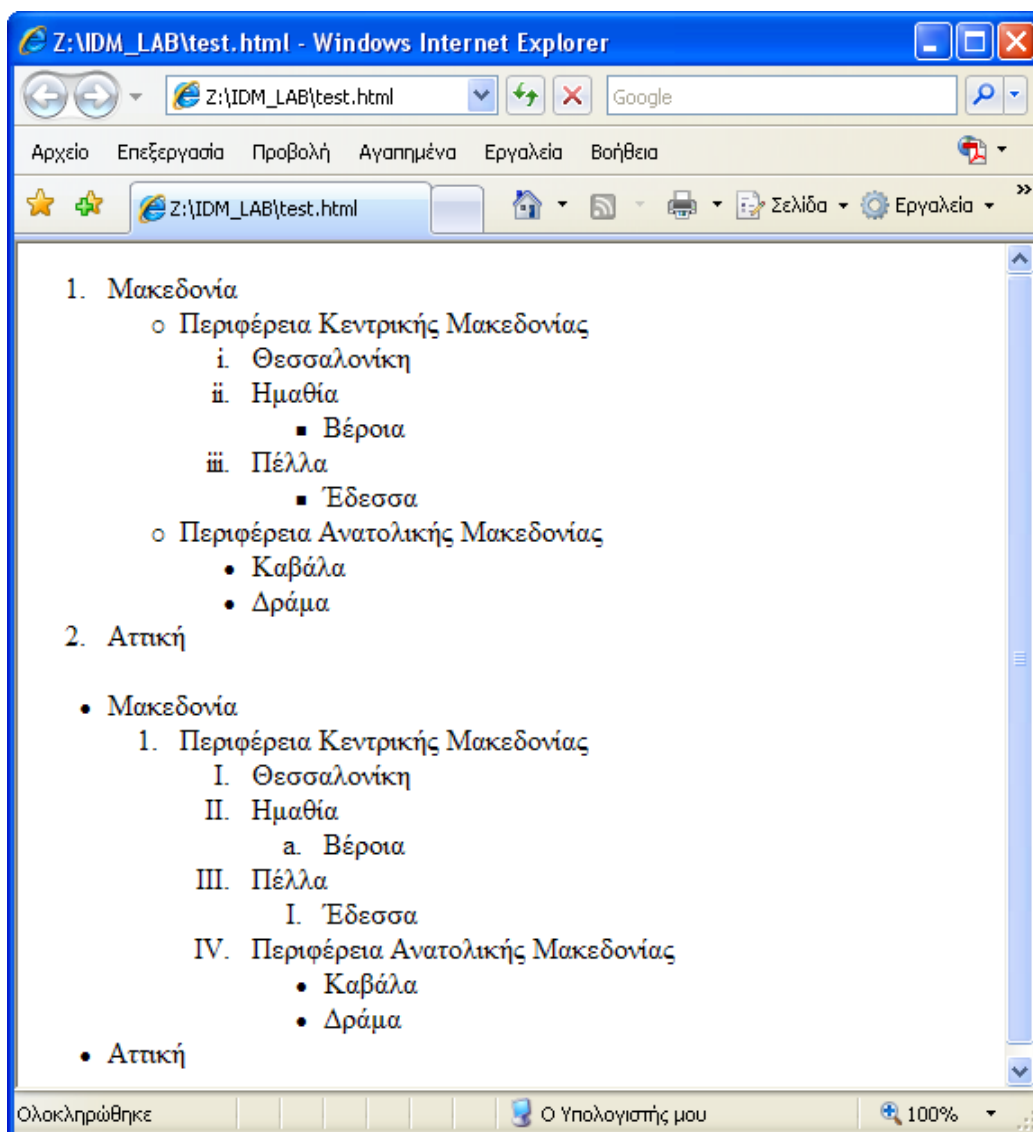 Z:\IDM_LAB\test.html - Windows Internet Explorer
Z:\IDM_LAB\test.html Google
Αρχείο Επεξεργασία Προβολή Αγαπημένα Εργαλεία Βοήθεια
Z:\IDM_LAB\test.html Σελίδα Εργαλεία »
1. Μακεδονία
○ Περιφέρεια Κεντρικής Μακεδονίας
i. Θεσσαλονίκη
ii. Ημαθία
▪ Βέροια
iii. Πέλλα
▪ Έδεσσα
○ Περιφέρεια Ανατολικής Μακεδονίας
• Καβάλα
• Δράμα
2. Αττική
• Μακεδονία
1. Περιφέρεια Κεντρικής Μακεδονίας
I. Θεσσαλονίκη
II. Ημαθία
a. Βέροια
III. Πέλλα
I. Έδεσσα
IV. Περιφέρεια Ανατολικής Μακεδονίας
• Καβάλα
• Δράμα
• Αττική
Ολοκληρώθηκε Ο Υπολογιστής μου 100%